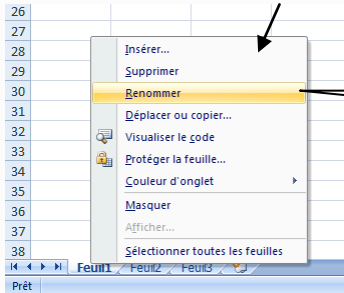 26
27
28
Insérer...
29
Supprimer
30
Renommer
31
Déplacer ou copier...
32
Visualiser le code
33
Protéger la feuille...
34
35
Couleur d'onglet
36
Masquer
37
Afficher...
38
Sélectionner toutes les feuilles
Feuil1 Feuil2 Feuil3
Prêt